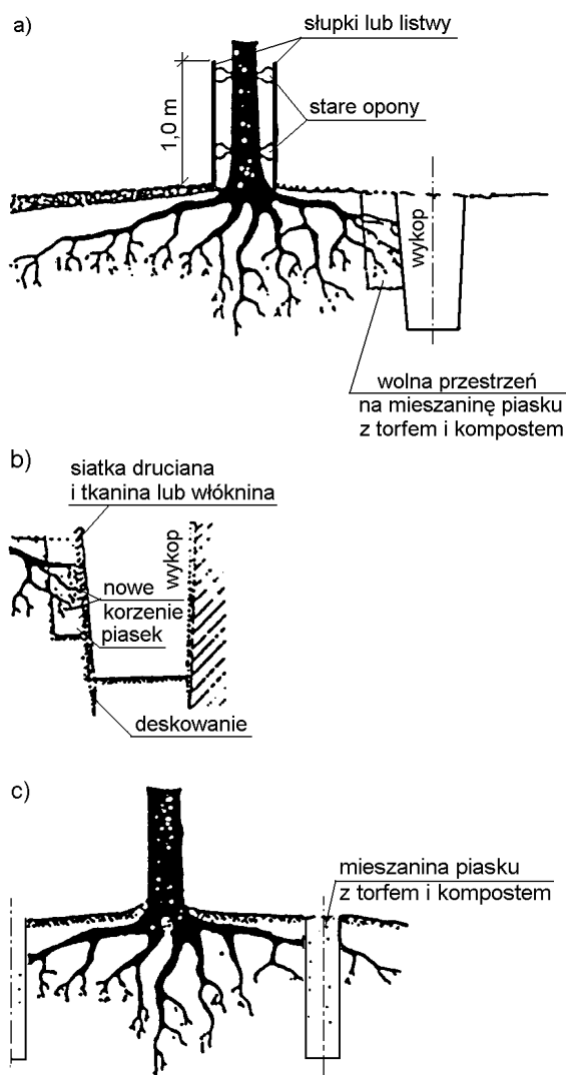 a)
słupki lub listwy
stare opony
1,0 m
wykop
wolna przestrzeń
na mieszaninę piasku
z torfem i kompostem
b)
siatka druciana
i tkanina lub włóknina
wykop
nowe
korzenie
piasek
deskowanie
c)
mieszanina piasku
z torfem i kompostem